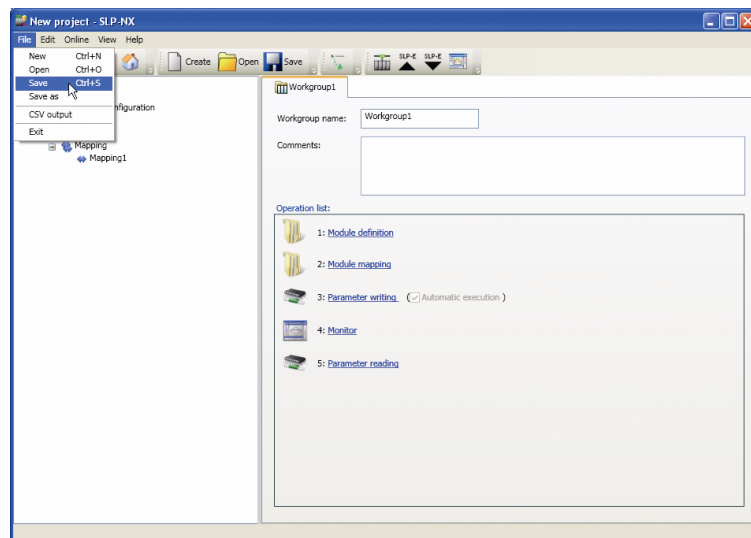 New project - SLP-NX
File Edit Online View Help
New Ctrl+N
Open Ctrl+O
Save Ctrl+S
Save as
CSV output
Exit
Create Open Save SLP-E SLP-E
nfiguration
Mapping
Mapping1
Workgroup1
Workgroup name: Workgroup1
Comments:
Operation list:
1: Module definition
2: Module mapping
3: Parameter writing ( Automatic execution )
4: Monitor
5: Parameter reading